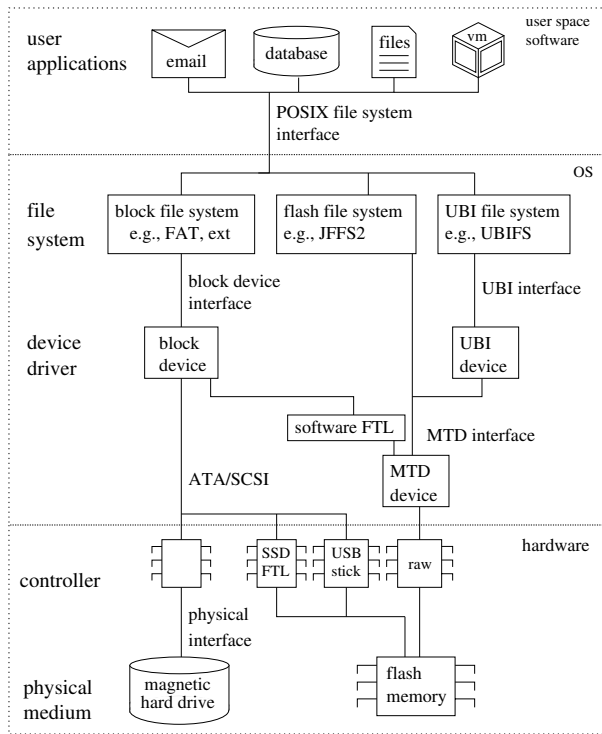 user applications
email
database
files
vm
user space software
POSIX file system interface
OS
file system
block file system
e.g., FAT, ext
flash file system
e.g., JFFS2
UBI file system
e.g., UBIFS
block device interface
UBI interface
device driver
block device
UBI device
software FTL
MTD interface
ATA/SCSI
MTD device
hardware
controller
SSD FTL
USB stick
raw
physical interface
physical medium
magnetic hard drive
flash memory